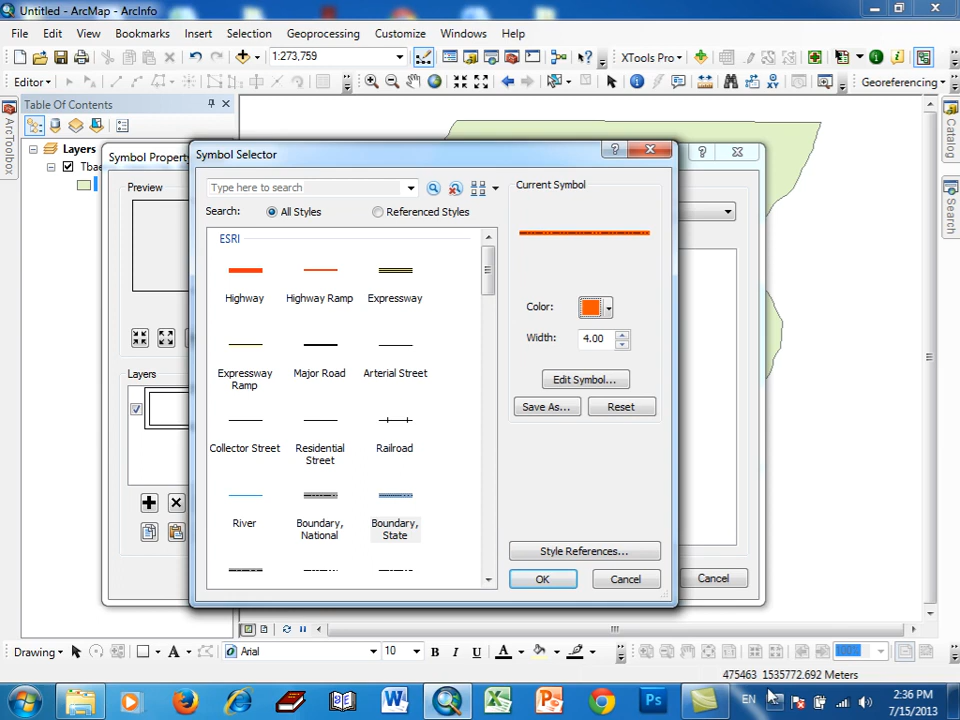 Untitled - ArcMap - ArcInfo
File Edit View Bookmarks Insert Selection Geoprocessing Customize Windows Help
1:273,759
XTools Pro
Editor
Georeferencing
Table Of Contents
ArcToolbox
Layers
Tbae
Catalog
Search
Symbol Property
Preview
Layers
Symbol Selector
Type here to search
Search: All Styles Referenced Styles
ESRI
Highway Highway Ramp Expressway
Expressway Ramp Major Road Arterial Street
Collector Street Residential Street Railroad
River Boundary, National Boundary, State
Current Symbol
Color:
Width: 4.00
Edit Symbol...
Save As... Reset
Style References...
OK Cancel
Cancel
Drawing Arial 10 B I U A
475463 1535772.692 Meters
EN
2:36 PM
7/15/2013